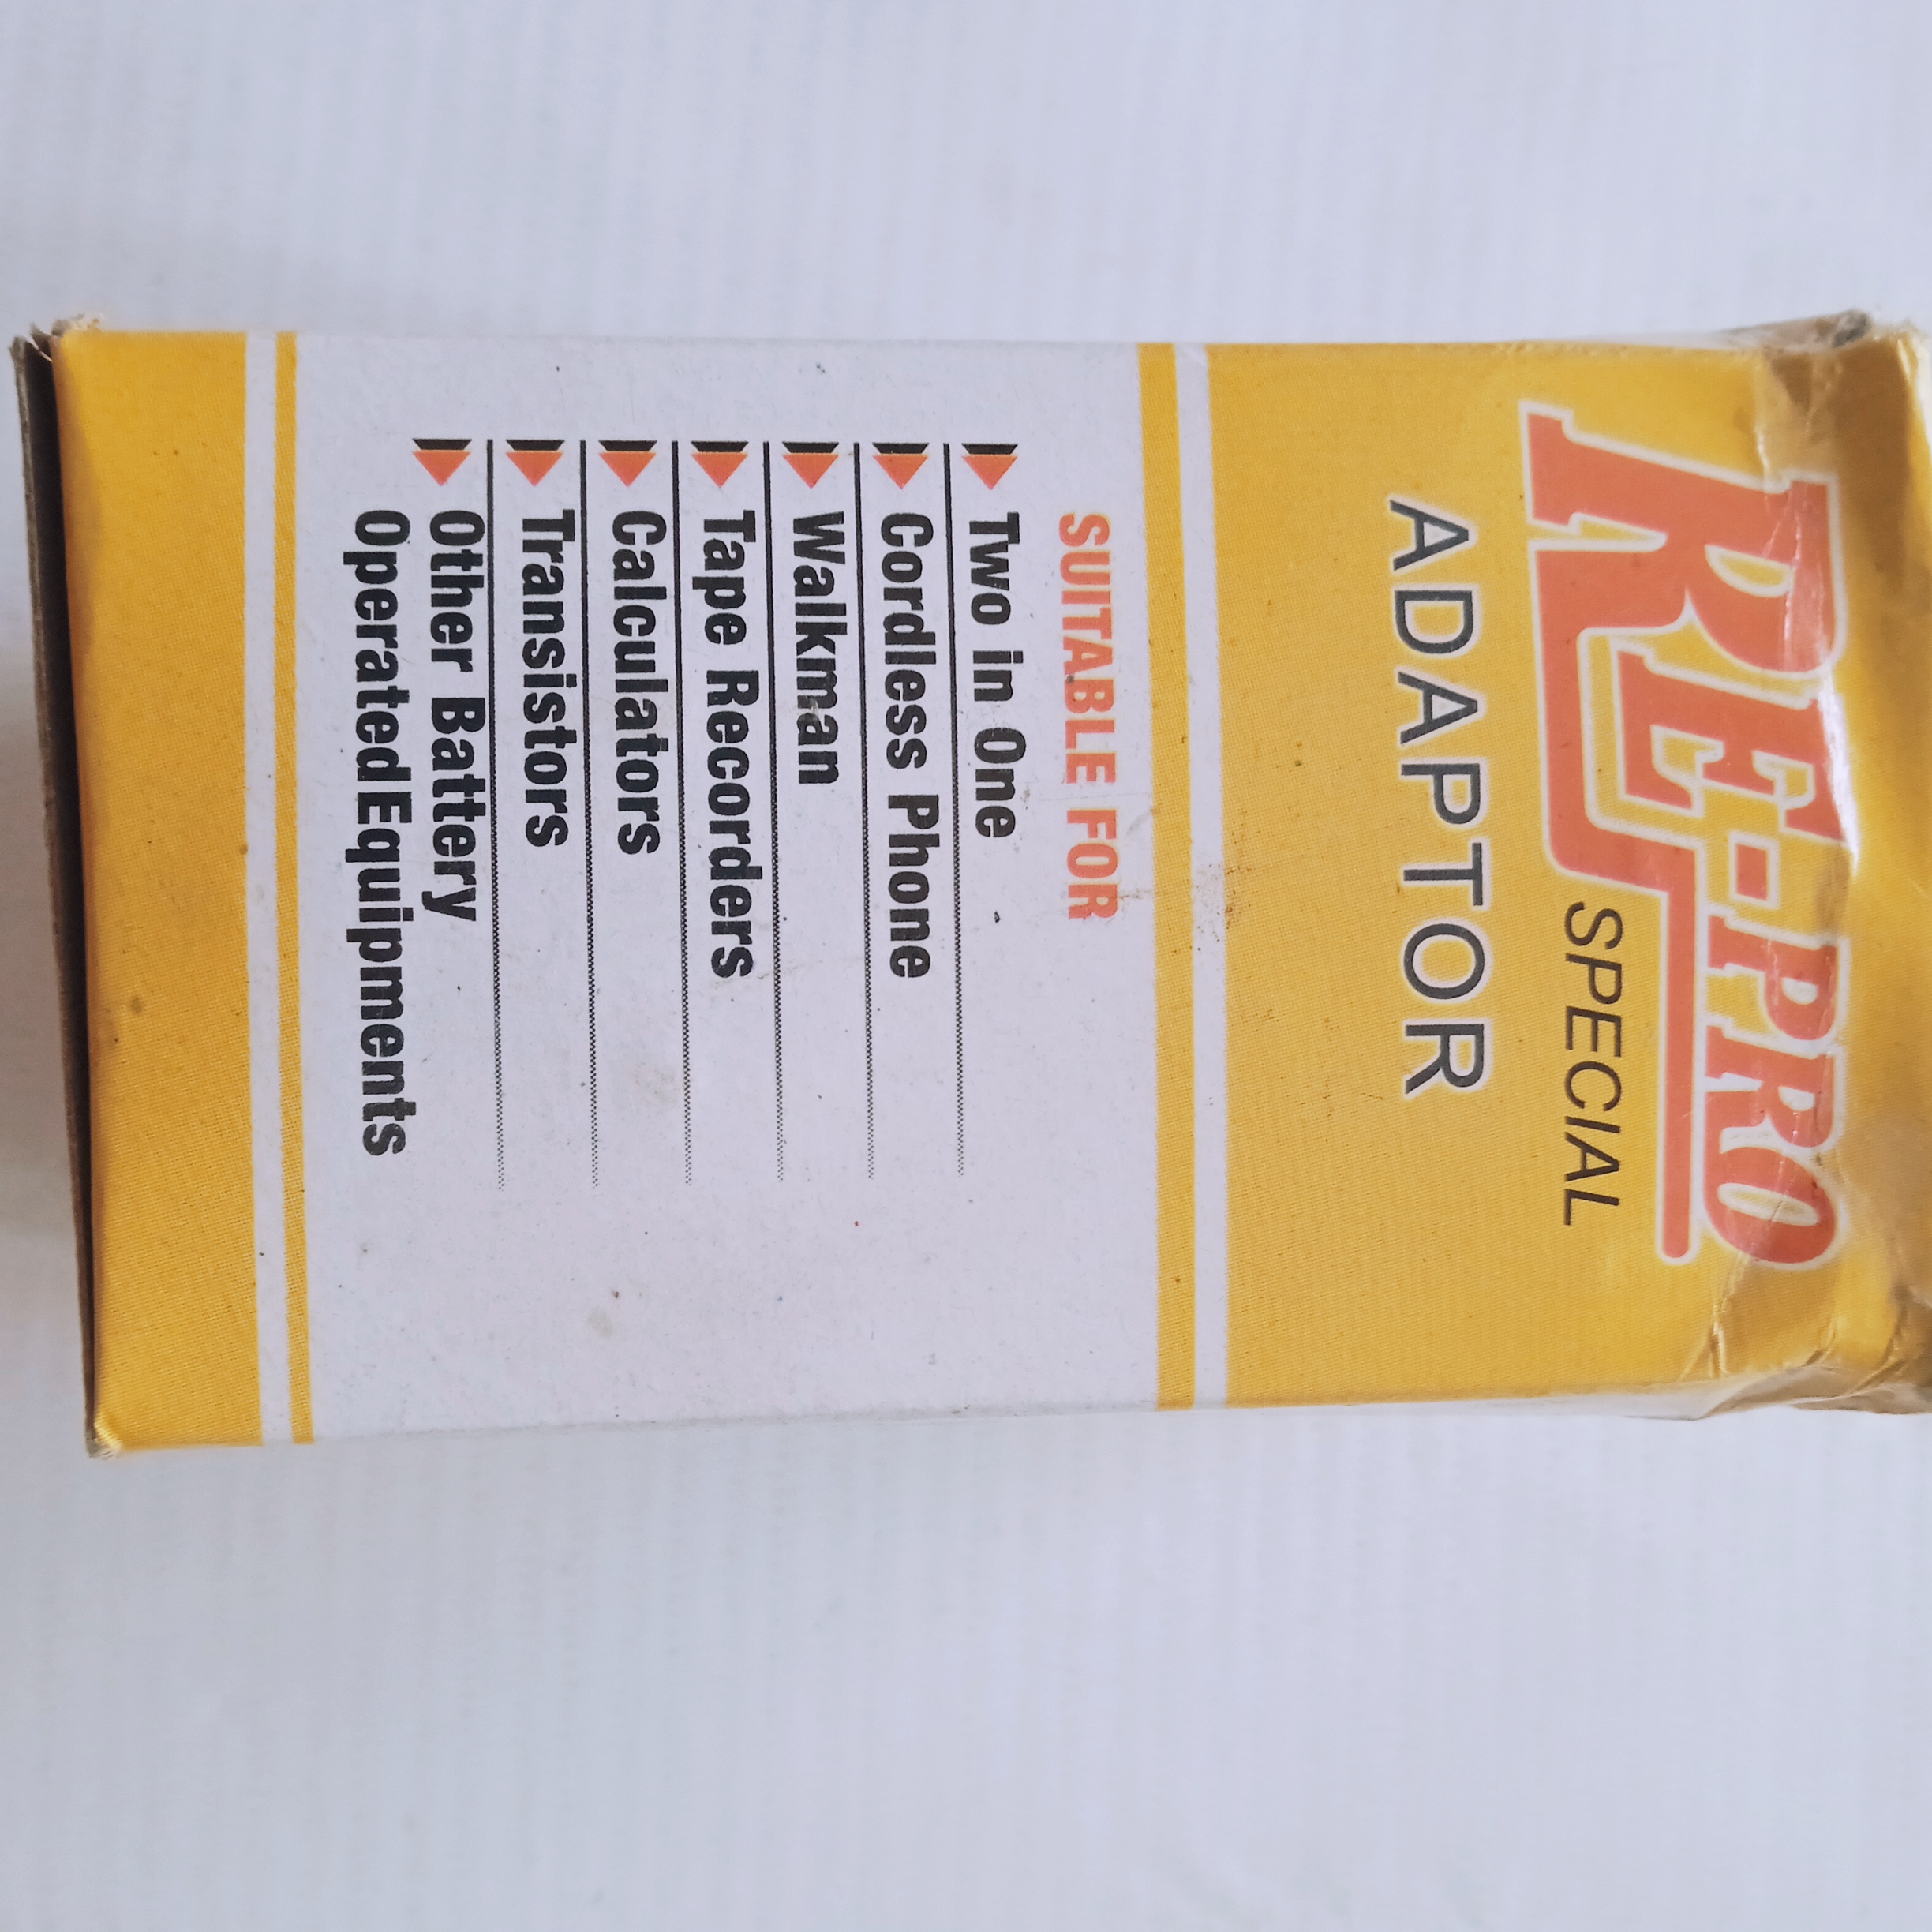 RE-PRO
SPECIAL
ADAPTOR
SUITABLE FOR
Two in One
Cordless Phone
Walkman
Tape Recorders
Calculators
Transistors
Other Battery
Operated Equipments